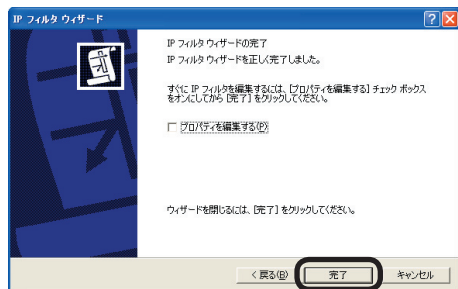 IP フィルタ ウィザード
IP フィルタ ウィザードの完了
IP フィルタ ウィザードを正しく完了しました。
すぐに IP フィルタを編集するには、[プロパティを編集する] チェック ボックス
をオンにしてから [完了] をクリックしてください。
プロパティを編集する(P)
ウィザードを閉じるには、[完了] をクリックしてください。
< 戻る(B)
完了
キャンセル